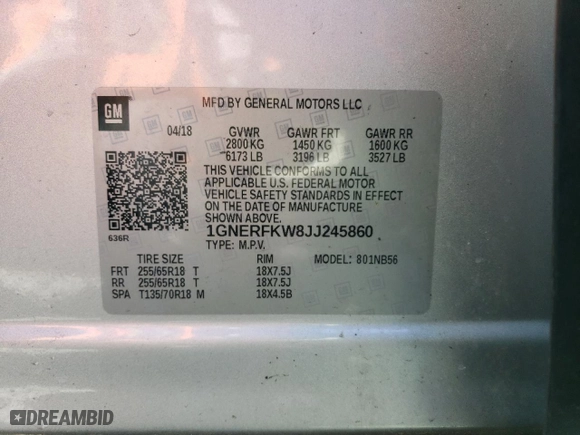 GM
MFD BY GENERAL MOTORS LLC
04/18 GVWR GAWR FRT GAWR RR
2800 KG 1450 KG 1600 KG
6173 LB 3196 LB 3527 LB
THIS VEHICLE CONFORMS TO ALL
APPLICABLE U.S. FEDERAL MOTOR
VEHICLE SAFETY STANDARDS IN EFFECT
ON THE DATE OF MANUFACTURE
SHOWN ABOVE.
1GNERFKW8JJ245860
636R
TYPE: M.P.V.
TIRE SIZE RIM MODEL: 801NB56
FRT 255/65R18 T 18X7.5J
RR 255/65R18 T 18X7.5J
SPA T135/70R18 M 18X4.5B
DREAMBID